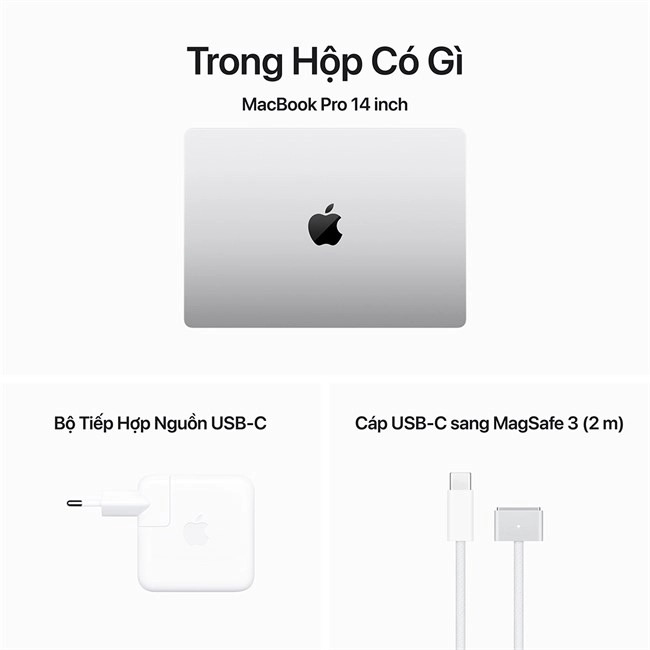 Trong Hộp Có Gì
MacBook Pro 14 inch
Bộ Tiếp Hợp Nguồn USB-C
Cáp USB-C sang MagSafe 3 (2 m)